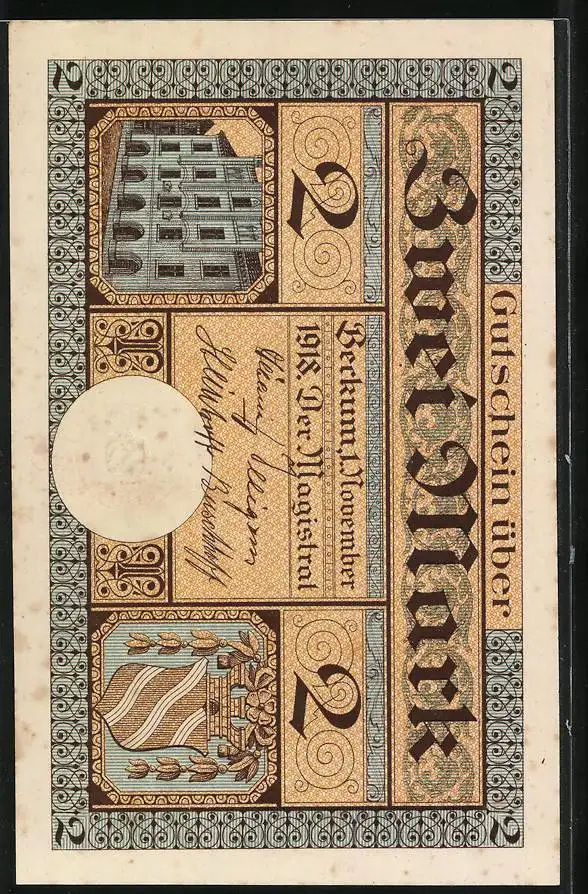 Gutschein über
2 2
Zwei Mark
2 2
Beckum, 1. November
1918. Der Magistrat
2 2